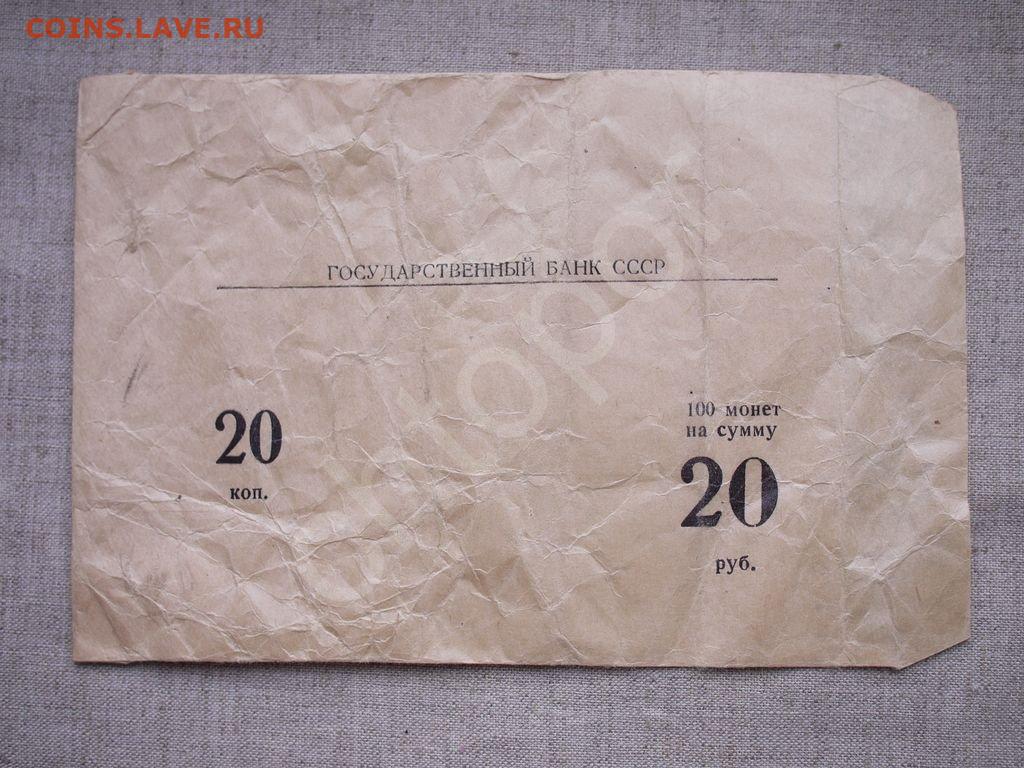 COINS.LAVE.RU
ГОСУДАРСТВЕННЫЙ БАНК СССР
20
коп.
100 монет
на сумму
20
руб.